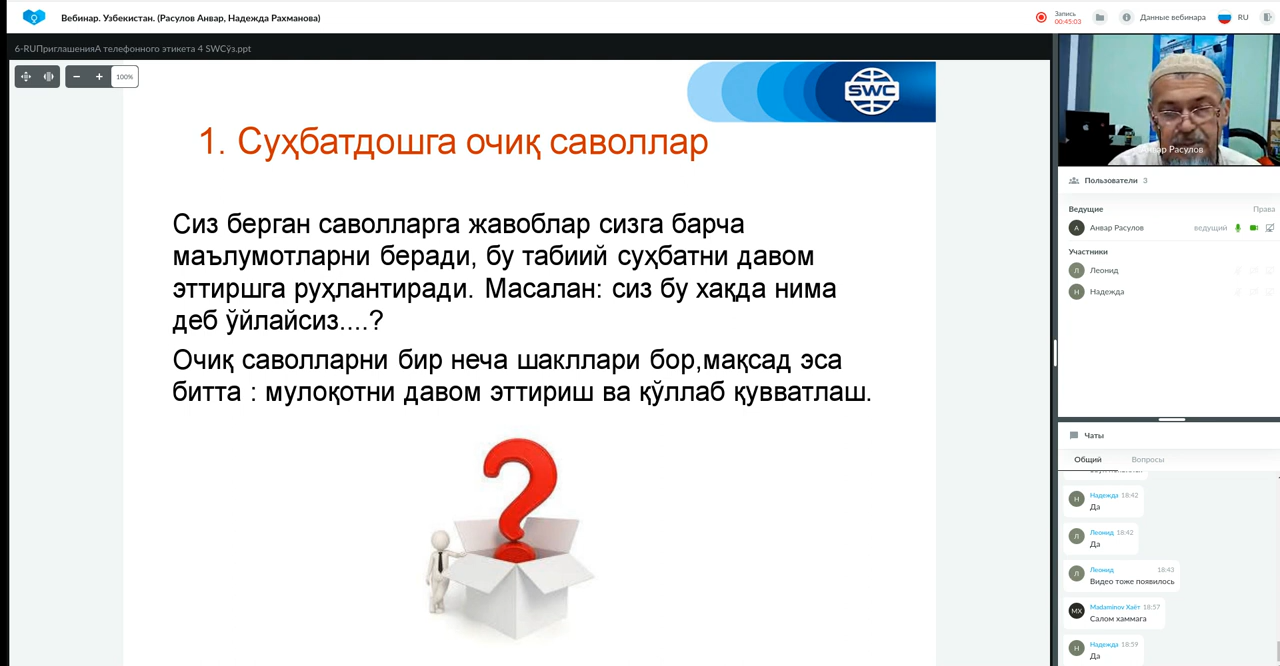 Вебинар. Узбекистан. (Расулов Анвар, Надежда Рахманова)
Запись
00:45:03
Данные вебинара
RU
6-RUПриглашенияА телефонного этикета 4 SWCўз.ppt
100%
SWC
1. Суҳбатдошга очиқ саволлар
Сиз берган саволларга жавоблар сизга барча
маълумотларни беради, бу табиий суҳбатни давом
эттиршга руҳлантиради. Масалан: сиз бу хақда нима
деб ўйлайсиз....?
Очиқ саволларни бир неча шакллари бор,мақсад эса
битта : мулоқотни давом эттириш ва қўллаб қувватлаш.
Анвар Расулов
Пользователи 3
Ведущие Права
А Анвар Расулов ведущий
Участники
Л Леонид
Н Надежда
Чаты
Общий Вопросы
Н Надежда 18:42
Да
Л Леонид 18:42
Да
Л Леонид 18:43
Видео тоже появилось
MX Madaminov Хаёт 18:57
Салом хаммага
Н Надежда 18:59
Да